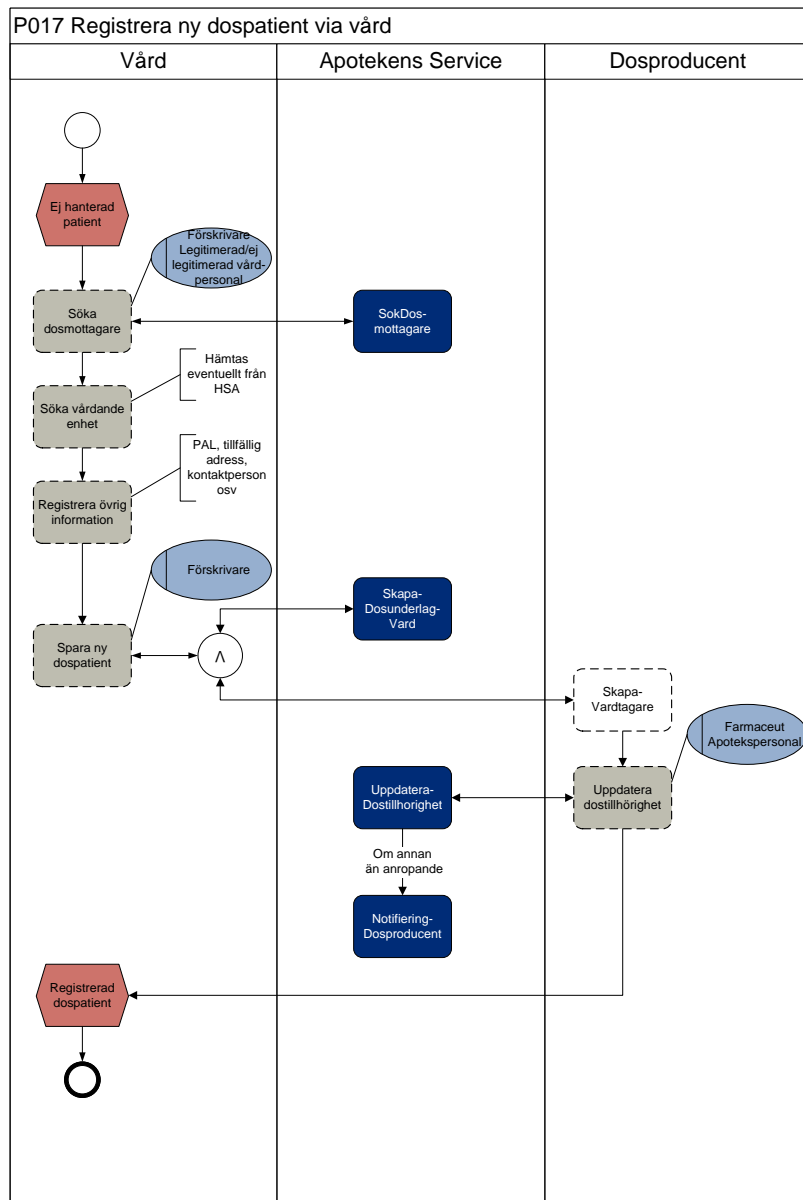 P017 Registrera ny dospatient via vård
Vård
Apotekens Service
Dosproducent
Ej hanterad
patient
Förskrivare
Legitimerad/ej
legitimerad vård-
personal
Söka
dosmottagare
SokDos-
mottagare
Hämtas
eventuellt från
HSA
Söka vårdande
enhet
PAL, tillfällig
adress,
kontaktperson
osv
Registrera övrig
information
Förskrivare
Skapa-
Dosunderlag-
Vard
Spara ny
dospatient
Λ
Skapa-
Vardtagare
Farmaceut
Apotekspersonal
Uppdatera-
Dostillhorighet
Uppdatera
dostillhörighet
Om annan
än anropande
Notifiering-
Dosproducent
Registrerad
dospatient